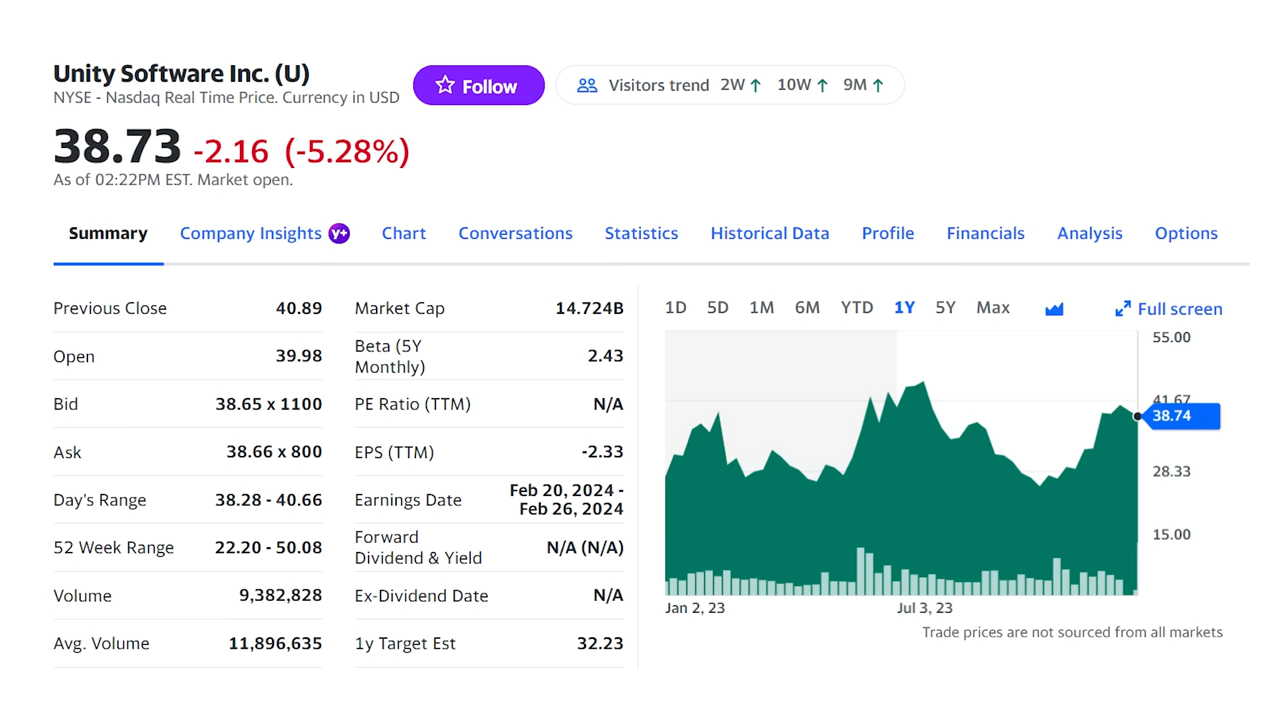 Unity Software Inc. (U)
NYSE - Nasdaq Real Time Price. Currency in USD
Follow
Visitors trend 2W 10W 9M
38.73 -2.16 (-5.28%)
As of 02:22PM EST. Market open.
Summary Company Insights y+ Chart Conversations Statistics Historical Data Profile Financials Analysis Options
Previous Close 40.89
Open 39.98
Bid 38.65 x 1100
Ask 38.66 x 800
Day's Range 38.28 - 40.66
52 Week Range 22.20 - 50.08
Volume 9,382,828
Avg. Volume 11,896,635
Market Cap 14.724B
Beta (5Y
Monthly) 2.43
PE Ratio (TTM) N/A
EPS (TTM) -2.33
Earnings Date Feb 20, 2024 -
Feb 26, 2024
Forward
Dividend & Yield N/A (N/A)
Ex-Dividend Date N/A
1y Target Est 32.23
1D 5D 1M 6M YTD 1Y 5Y Max Full screen
55.00
41.67
38.74
28.33
15.00
Jan 2, 23 Jul 3, 23
Trade prices are not sourced from all markets